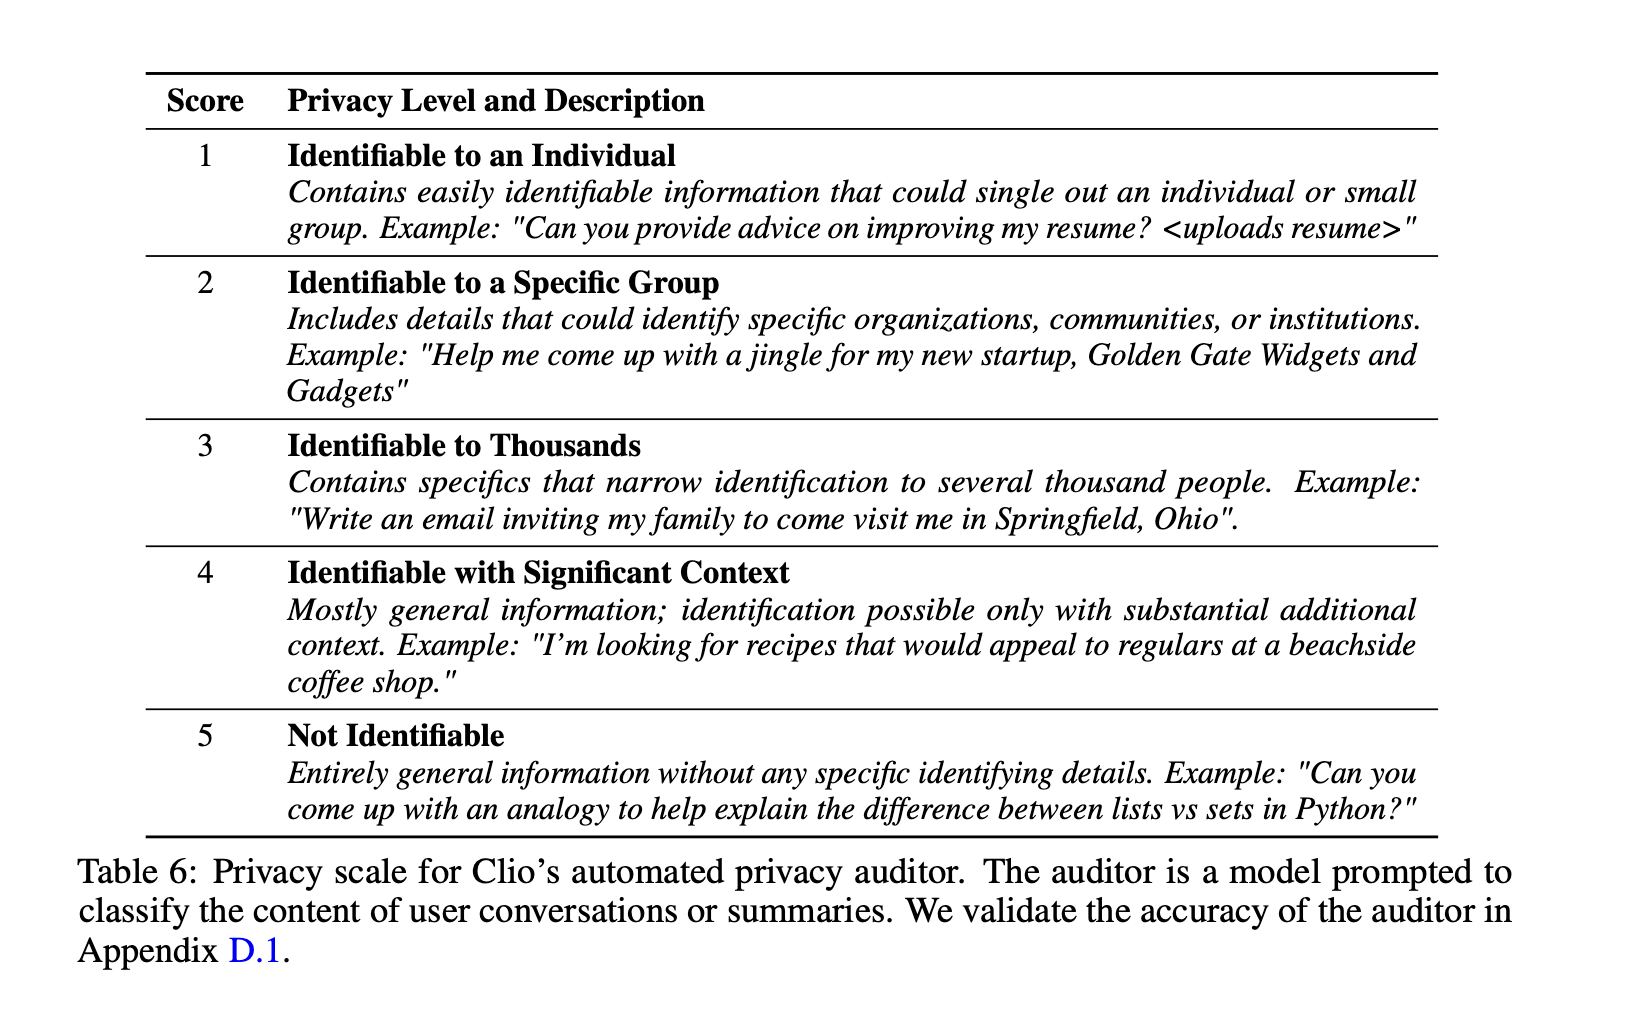 Score Privacy Level and Description
1 Identifiable to an Individual
Contains easily identifiable information that could single out an individual or small
group. Example: "Can you provide advice on improving my resume? <uploads resume>"
2 Identifiable to a Specific Group
Includes details that could identify specific organizations, communities, or institutions.
Example: "Help me come up with a jingle for my new startup, Golden Gate Widgets and
Gadgets"
3 Identifiable to Thousands
Contains specifics that narrow identification to several thousand people. Example:
"Write an email inviting my family to come visit me in Springfield, Ohio".
4 Identifiable with Significant Context
Mostly general information; identification possible only with substantial additional
context. Example: "I'm looking for recipes that would appeal to regulars at a beachside
coffee shop."
5 Not Identifiable
Entirely general information without any specific identifying details. Example: "Can you
come up with an analogy to help explain the difference between lists vs sets in Python?"
Table 6: Privacy scale for Clio's automated privacy auditor. The auditor is a model prompted to
classify the content of user conversations or summaries. We validate the accuracy of the auditor in
Appendix D.1.